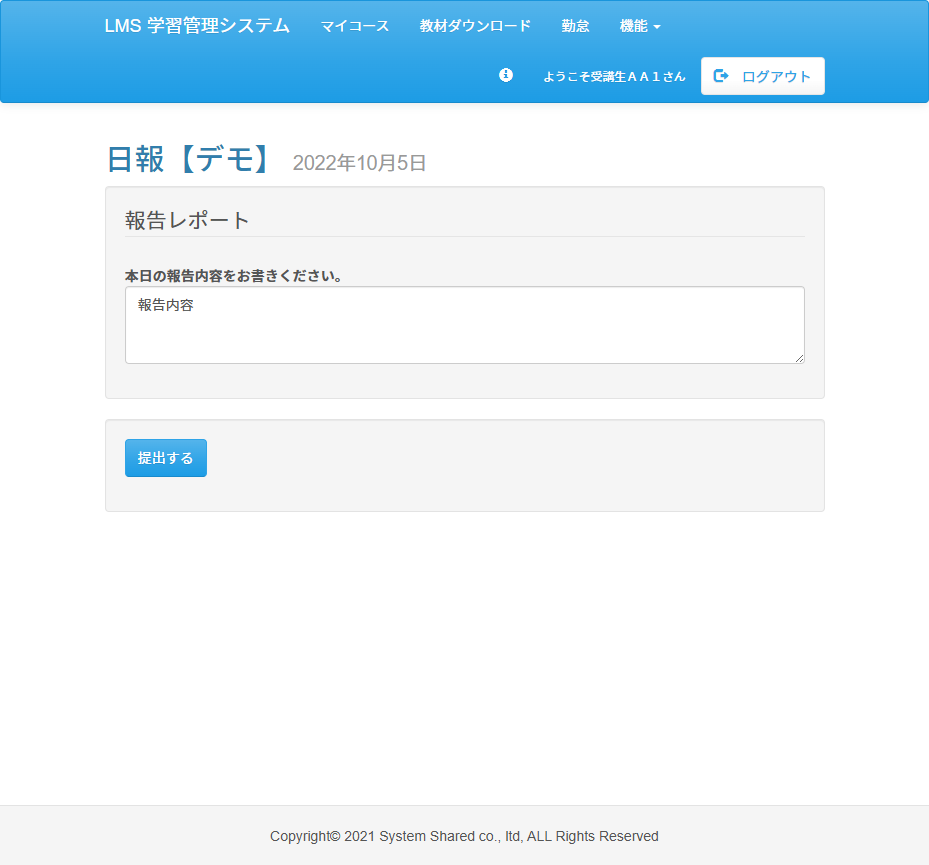 LMS 学習管理システム マイコース 教材ダウンロード 勤怠 機能
ようこそ受講生ＡＡ１さん ログアウト
日報【デモ】 2022年10月5日
報告レポート
本日の報告内容をお書きください。
報告内容
提出する
Copyright© 2021 System Shared co., ltd, ALL Rights Reserved